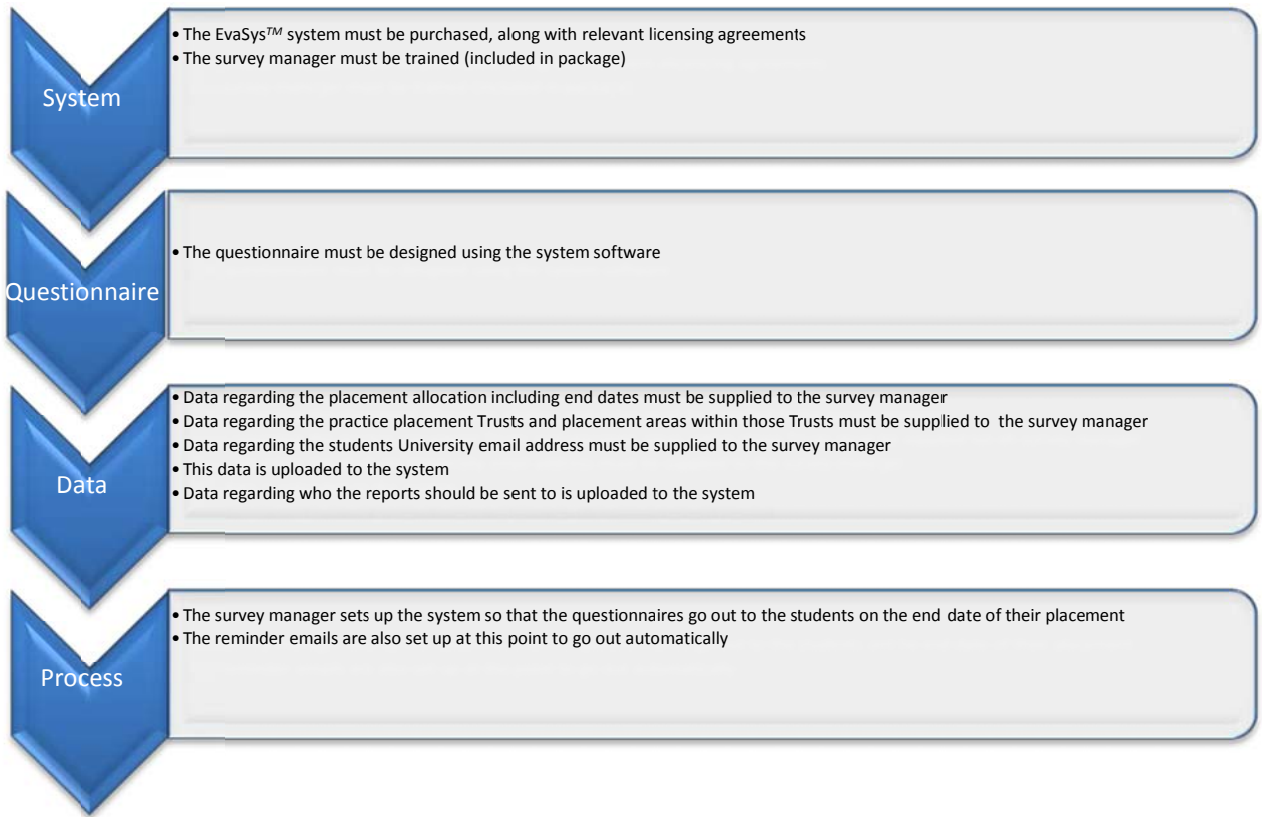 System
• The EvaSys™ system must be purchased, along with relevant licensing agreements
• The survey manager must be trained (included in package)
Questionnaire
• The questionnaire must be designed using the system software
Data
• Data regarding the placement allocation including end dates must be supplied to the survey manager
• Data regarding the practice placement Trusts and placement areas within those Trusts must be supplied to the survey manager
• Data regarding the students University email address must be supplied to the survey manager
• This data is uploaded to the system
• Data regarding who the reports should be sent to is uploaded to the system
Process
• The survey manager sets up the system so that the questionnaires go out to the students on the end date of their placement
• The reminder emails are also set up at this point to go out automatically